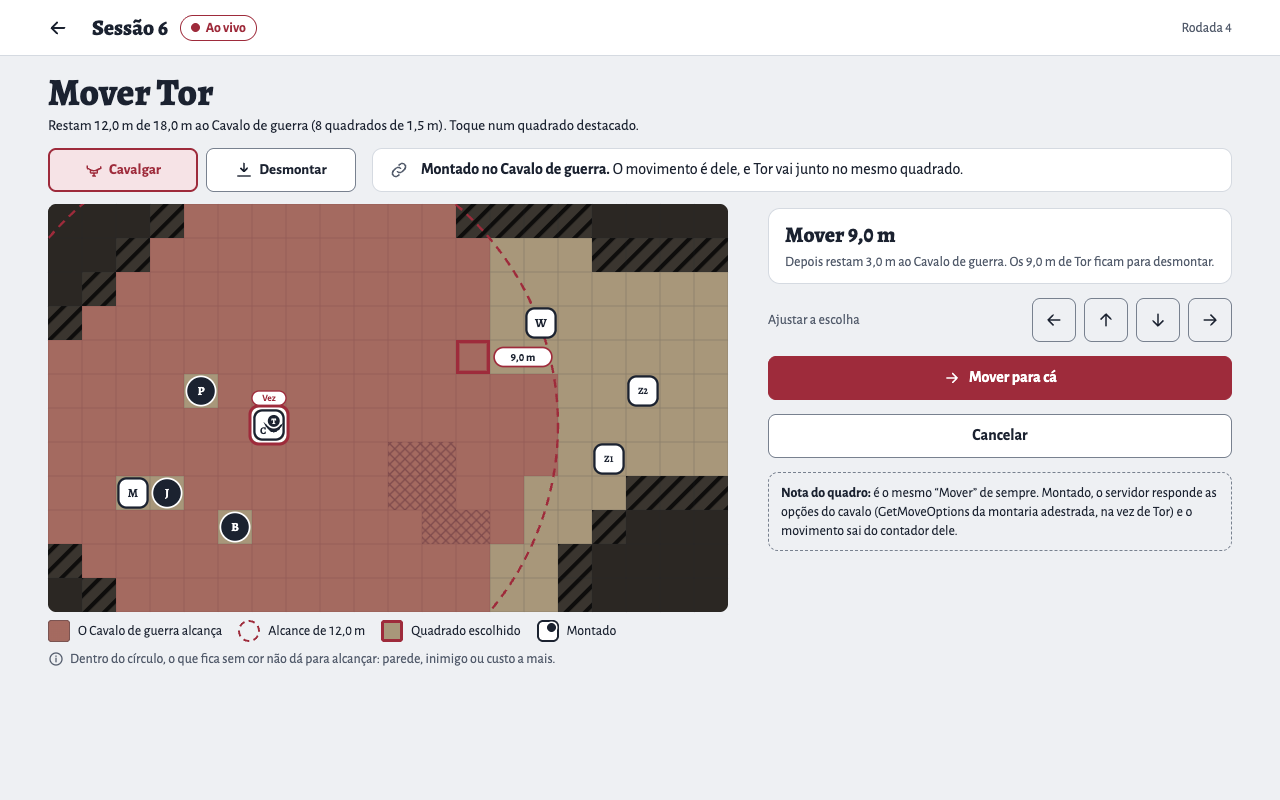 Sessão 6
Ao vivo
Rodada 4
Mover Tor
Restam 12,0 m de 18,0 m ao Cavalo de guerra (8 quadrados de 1,5 m). Toque num quadrado destacado.
Cavalgar
Desmontar
Montado no Cavalo de guerra. O movimento é dele, e Tor vai junto no mesmo quadrado.
W
9,0 m
P
Z2
Vez
T
C
Z1
M
J
B
Mover 9,0 m
Depois restam 3,0 m ao Cavalo de guerra. Os 9,0 m de Tor ficam para desmontar.
Ajustar a escolha
Mover para cá
Cancelar
Nota do quadro: é o mesmo “Mover” de sempre. Montado, o servidor responde as
opções do cavalo (GetMoveOptions da montaria adestrada, na vez de Tor) e o
movimento sai do contador dele.
O Cavalo de guerra alcança
Alcance de 12,0 m
Quadrado escolhido
Montado
Dentro do círculo, o que fica sem cor não dá para alcançar: parede, inimigo ou custo a mais.